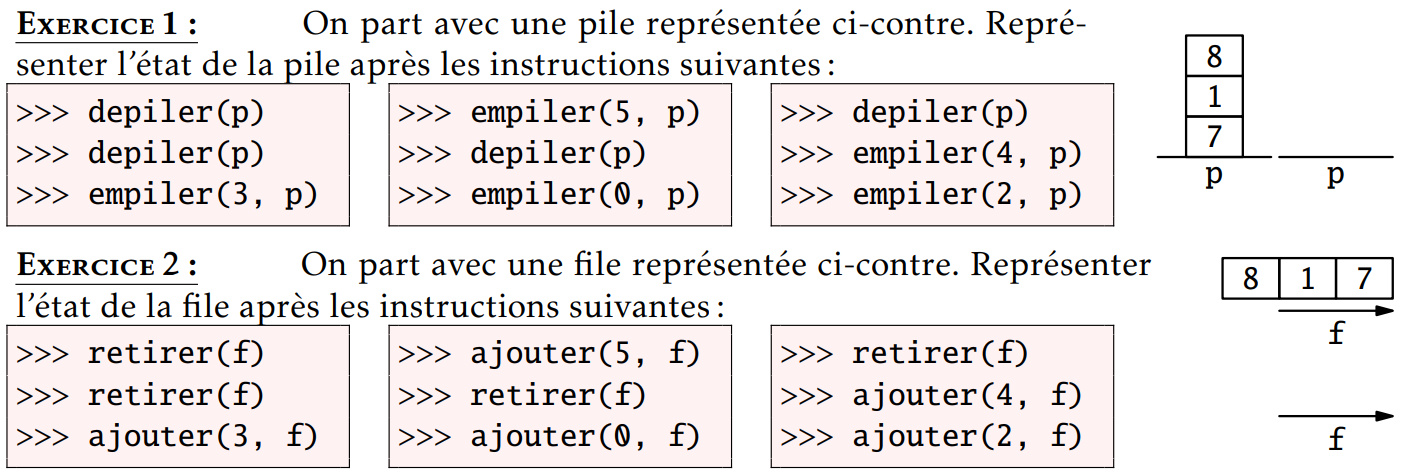 EXERCICE 1 : On part avec une pile représentée ci-contre. Repré-
senter l'état de la pile après les instructions suivantes :
>>> depiler(p)
>>> depiler(p)
>>> empiler(3, p)
>>> empiler(5, p)
>>> depiler(p)
>>> empiler(0, p)
>>> depiler(p)
>>> empiler(4, p)
>>> empiler(2, p)
8
1
7
p p
EXERCICE 2 : On part avec une file représentée ci-contre. Représenter
l'état de la file après les instructions suivantes :
>>> retirer(f)
>>> retirer(f)
>>> ajouter(3, f)
>>> ajouter(5, f)
>>> retirer(f)
>>> ajouter(0, f)
>>> retirer(f)
>>> ajouter(4, f)
>>> ajouter(2, f)
8 1 7
f
f